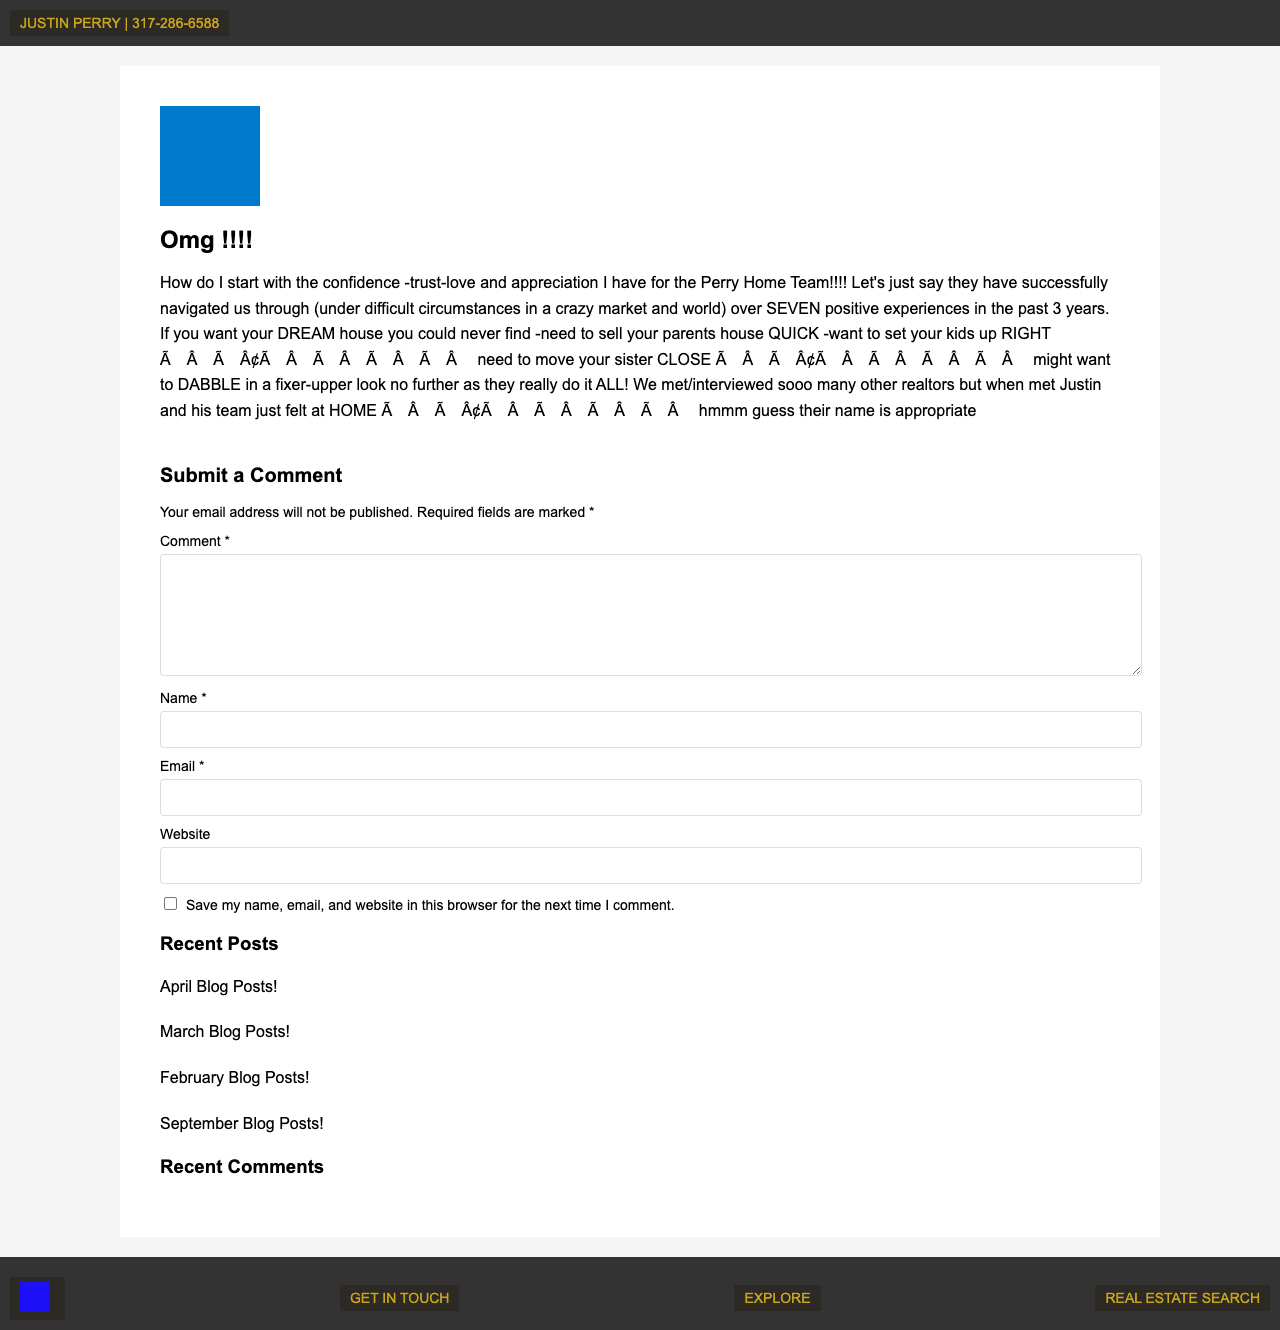 JUSTIN PERRY | 317-286-6588
Omg !!!!
How do I start with the confidence -trust-love and appreciation I have for the Perry Home Team!!!! Let's just say they have successfully
navigated us through (under difficult circumstances in a crazy market and world) over SEVEN positive experiences in the past 3 years.
If you want your DREAM house you could never find -need to sell your parents house QUICK -want to set your kids up RIGHT
Ã Â Ã Â¢Ã Â Ã Â Ã Â Ã Â need to move your sister CLOSE Ã Â Ã Â¢Ã Â Ã Â Ã Â Ã Â might want
to DABBLE in a fixer-upper look no further as they really do it ALL! We met/interviewed sooo many other realtors but when met Justin
and his team just felt at HOME Ã Â Ã Â¢Ã Â Ã Â Ã Â Ã Â hmmm guess their name is appropriate
Submit a Comment
Your email address will not be published. Required fields are marked *
Comment *
Name *
Email *
Website
Save my name, email, and website in this browser for the next time I comment.
Recent Posts
April Blog Posts!
March Blog Posts!
February Blog Posts!
September Blog Posts!
Recent Comments
GET IN TOUCH
EXPLORE
REAL ESTATE SEARCH